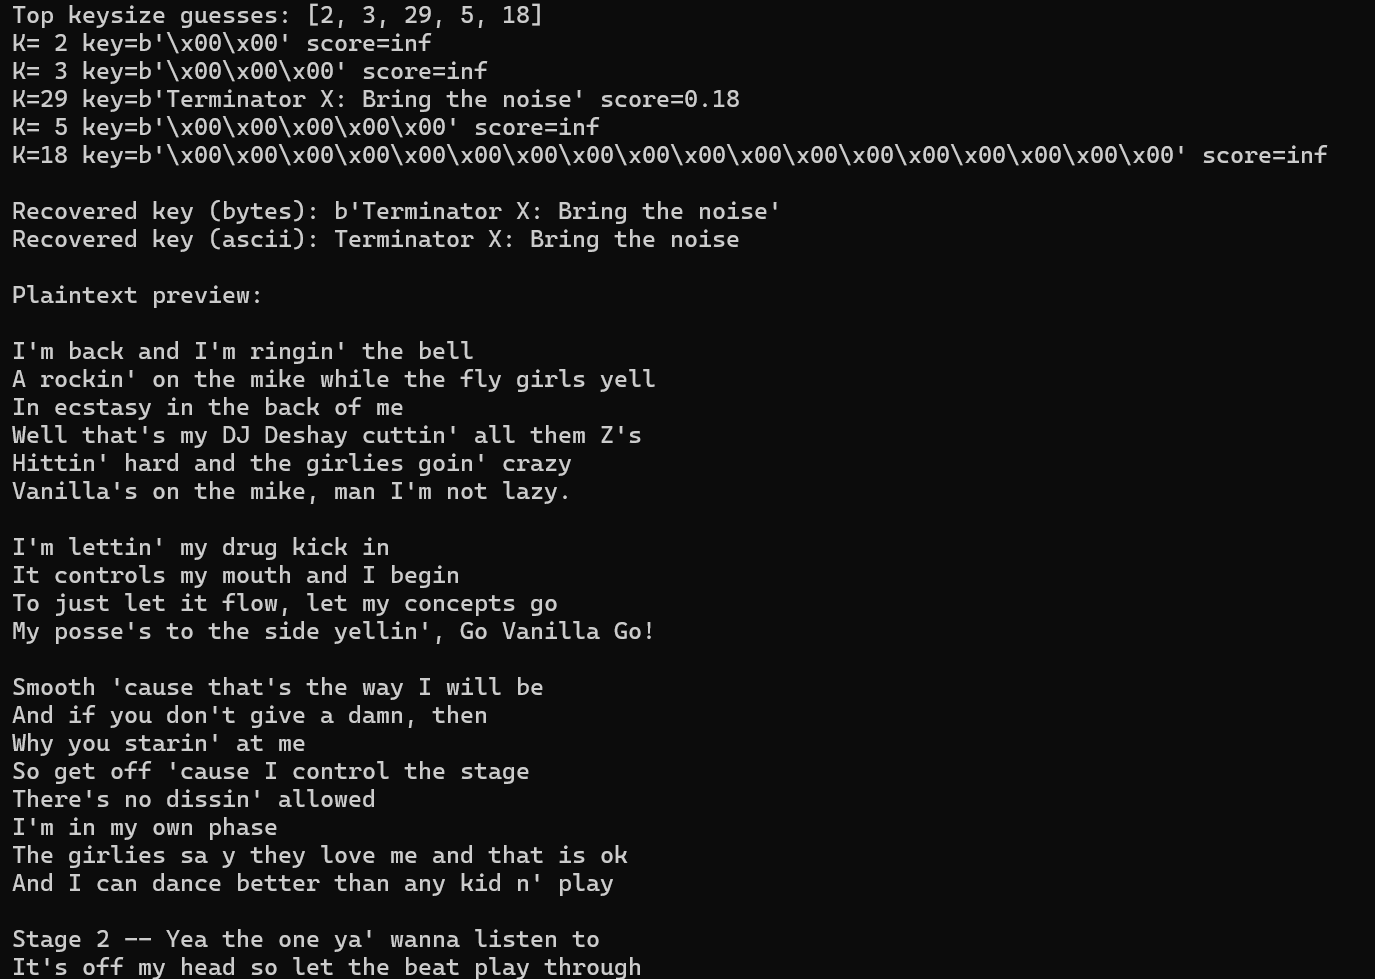 Top keysize guesses: [2, 3, 29, 5, 18]
K= 2 key=b'\x00\x00' score=inf
K= 3 key=b'\x00\x00\x00' score=inf
K=29 key=b'Terminator X: Bring the noise' score=0.18
K= 5 key=b'\x00\x00\x00\x00\x00' score=inf
K=18 key=b'\x00\x00\x00\x00\x00\x00\x00\x00\x00\x00\x00\x00\x00\x00\x00\x00\x00\x00' score=inf

Recovered key (bytes): b'Terminator X: Bring the noise'
Recovered key (ascii): Terminator X: Bring the noise

Plaintext preview:

I'm back and I'm ringin' the bell
A rockin' on the mike while the fly girls yell
In ecstasy in the back of me
Well that's my DJ Deshay cuttin' all them Z's
Hittin' hard and the girlies goin' crazy
Vanilla's on the mike, man I'm not lazy.

I'm lettin' my drug kick in
It controls my mouth and I begin
To just let it flow, let my concepts go
My posse's to the side yellin', Go Vanilla Go!

Smooth 'cause that's the way I will be
And if you don't give a damn, then
Why you starin' at me
So get off 'cause I control the stage
There's no dissin' allowed
I'm in my own phase
The girlies sa y they love me and that is ok
And I can dance better than any kid n' play

Stage 2 -- Yea the one ya' wanna listen to
It's off my head so let the beat play through